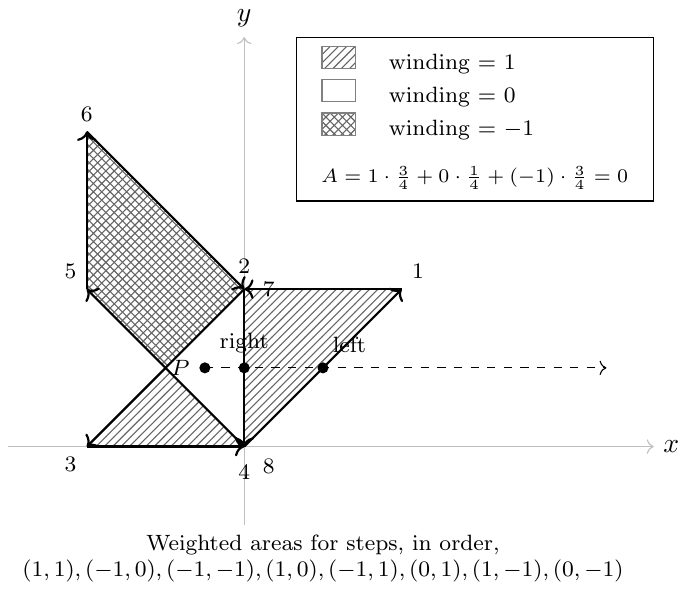 y
winding = 1
winding = 0
winding = −1
A = 1 · 3/4 + 0 · 1/4 + (−1) · 3/4 = 0
6
5
2
7
1
right
left
P
x
3
4
8
Weighted areas for steps, in order,
(1, 1), (−1, 0), (−1, −1), (1, 0), (−1, 1), (0, 1), (1, −1), (0, −1)